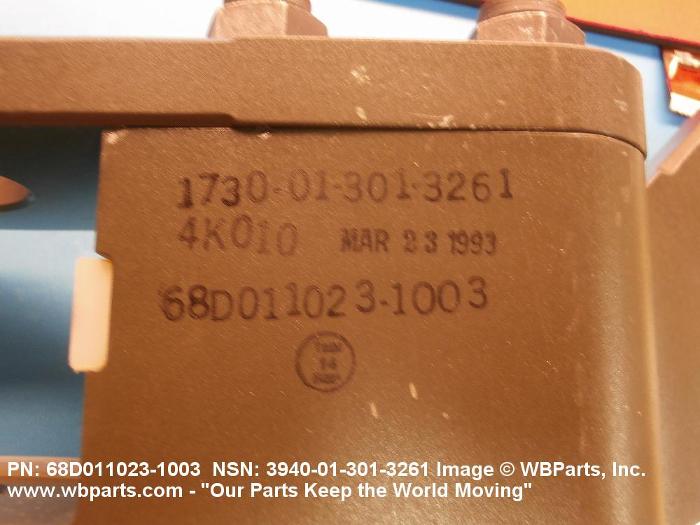 1730-01-301-3261
4K010 MAR 23 1993
68D011023-1003
14
PN: 68D011023-1003 NSN: 3940-01-301-3261 Image © WBParts, Inc.
www.wbparts.com - "Our Parts Keep the World Moving"